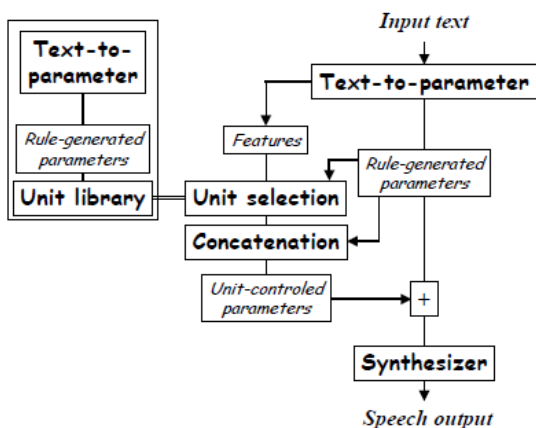 Input text
Text-to-
parameter
Text-to-parameter
Rule-generated
parameters
Features
Rule-generated
parameters
Unit library
Unit selection
Concatenation
Unit-controled
parameters
+
Synthesizer
Speech output